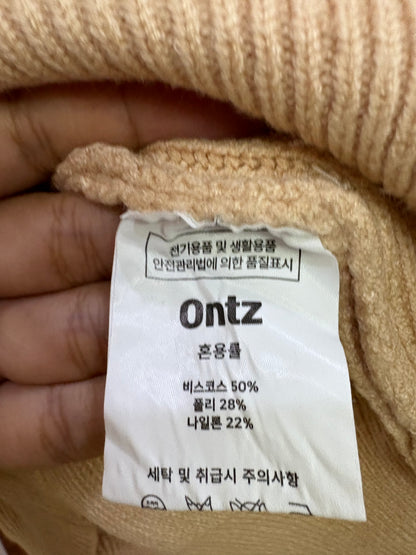 전기용품 및 생활용품
안전관리법에 의한 품질표시
Ontz
혼용률
비스코스 50%
폴리 28%
나일론 22%
세탁 및 취급시 주의사항